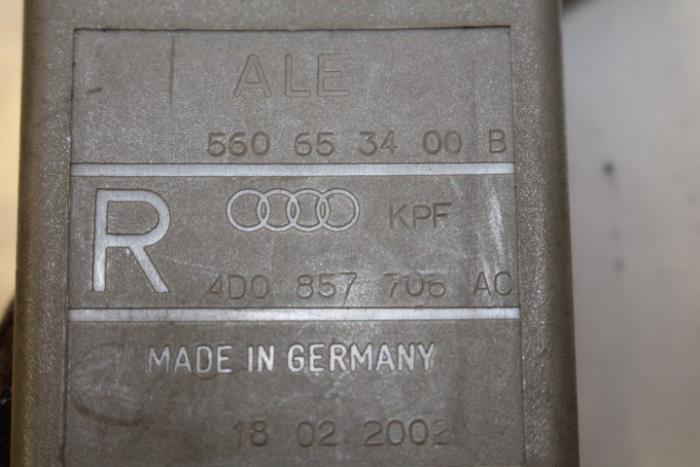 ALE
560 65 34 00 B
R KPF
4D0 857 706 AC
MADE IN GERMANY
18 02 2002